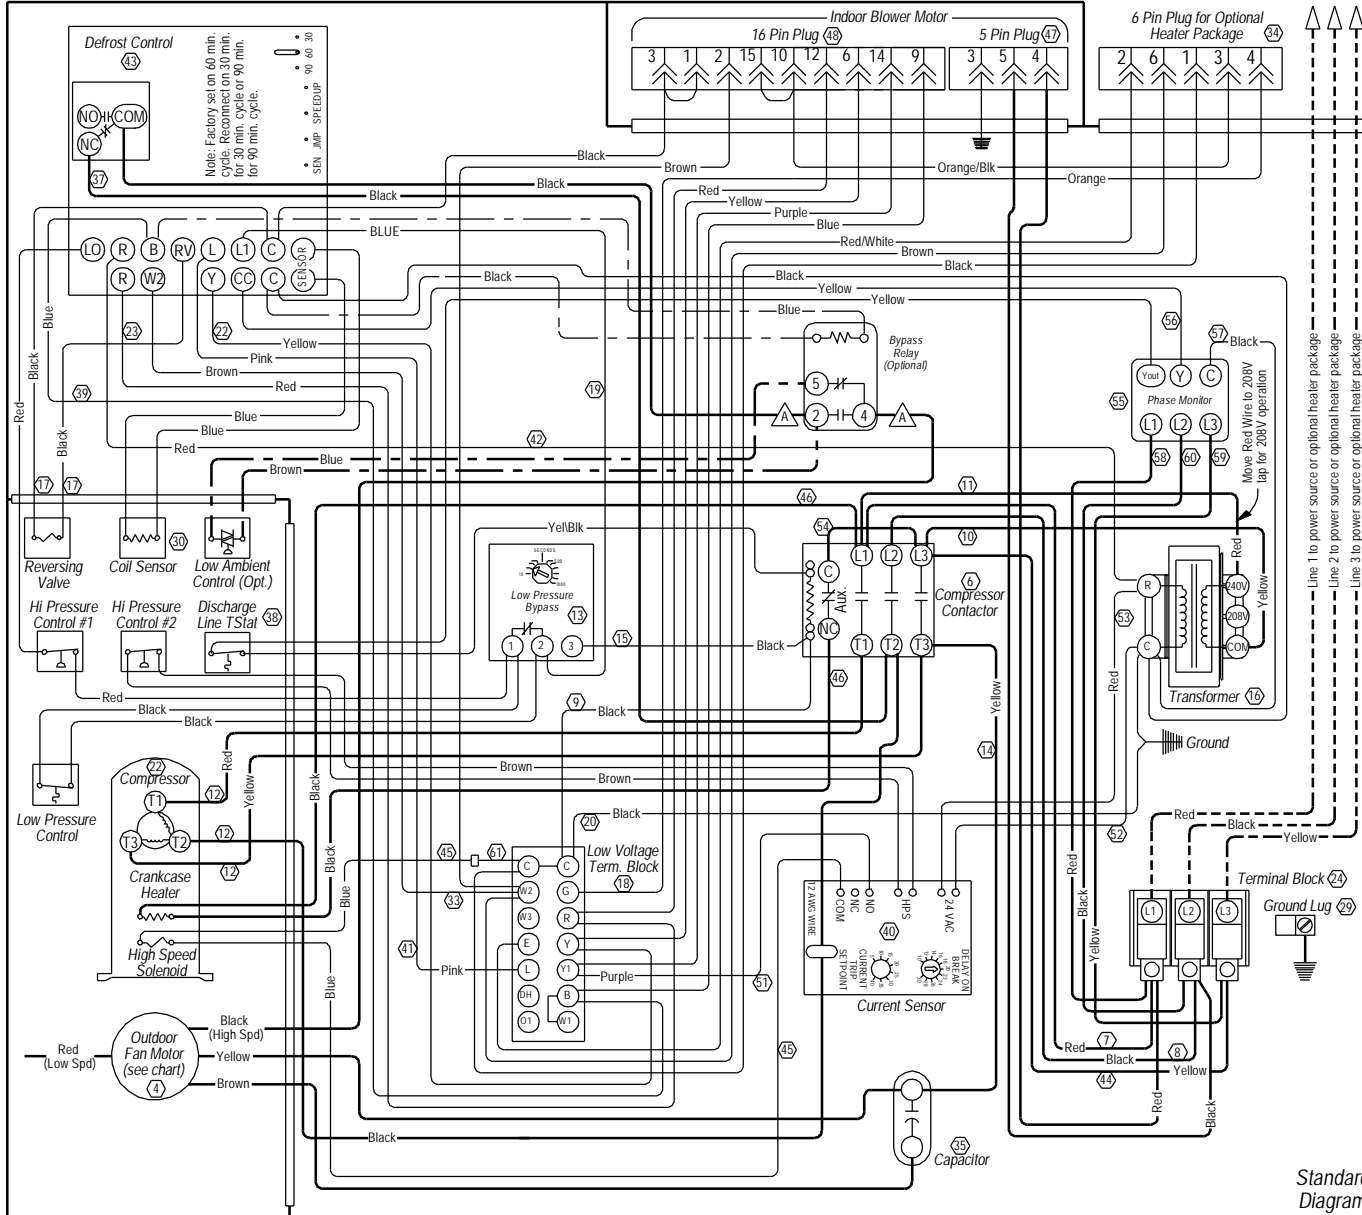 Defrost Control
43
NO
COM
NC
Note: Factory set on 60 min.
cycle. Reconnect on 30 min.
for 30 min. cycle or 90 min.
for 90 min. cycle.
90 60 30
SEN JMP SPEEDUP
37
LO
R
B
RV
L
L1
C
SENSOR
R
W2
Y
CC
C
Indoor Blower Motor
16 Pin Plug
48
5 Pin Plug
47
3 1 2 15 10 12 6 14 9
3 5 4
6 Pin Plug for Optional
Heater Package
34
2 6 1 3 4
Black
Brown
Orange/Blk
Orange
Black
Red
Black
Yellow
Purple
Blue
BLUE
Red/White
Brown
Black
Black
Yellow
Yellow
Blue
Line 1 to power source or optional heater package
Line 2 to power source or optional heater package
Line 3 to power source or optional heater package
23
22
Blue
Black
Red
39
Black
Yellow
Pink
Brown
Red
Blue
Blue
Red
19
42
Bypass
Relay
(Optional)
5
2
4
A
A
56
57
Black
Yout
Y
C
Phase Monitor
55
L1
L2
L3
58
60
59
Move Red Wire to 208V
tap for 208V operation
Blue
Brown
17
17
46
11
Reversing
Valve
Coil Sensor
30
Low Ambient
Control (Opt.)
Yel\Blk
SECONDS
Low Pressure
Bypass
13
1
2
3
15
Black
54
C
Aux.
NC
L1
L2
L3
T1
T2
T3
10
6
Compressor
Contactor
46
Red
Yellow
R
C
240V
208V
COM
53
Transformer
16
Hi Pressure
Control #1
Hi Pressure
Control #2
Discharge
Line TStat
38
Red
Black
Black
9
Black
Yellow
Red
14
Ground
Low Pressure
Control
22
Compressor
T1
T3
T2
12
12
12
Red
Yellow
Black
Black
Brown
Brown
Black
Crankcase
Heater
High Speed
Solenoid
Blue
Blue
45
61
20
Low Voltage
Term. Block
18
33
41
Pink
C
C
W2
G
W3
R
E
Y
L
Y1
DH
B
O1
W1
Purple
51
45
12 AWG WIRE
COM
NC
NO
HPS
24 VAC
40
CURRENT
TRIP
SETPOINT
DELAY ON
BREAK
Current Sensor
52
Red
Black
Yellow
Red
Black
Yellow
Terminal Block
24
Ground Lug
29
L1
L2
L3
Red
7
Black
8
Yellow
44
Red
Black
Black
(High Spd)
Red
(Low Spd)
Outdoor
Fan Motor
(see chart)
4
Yellow
Brown
Black
35
Capacitor
Standard
Diagram